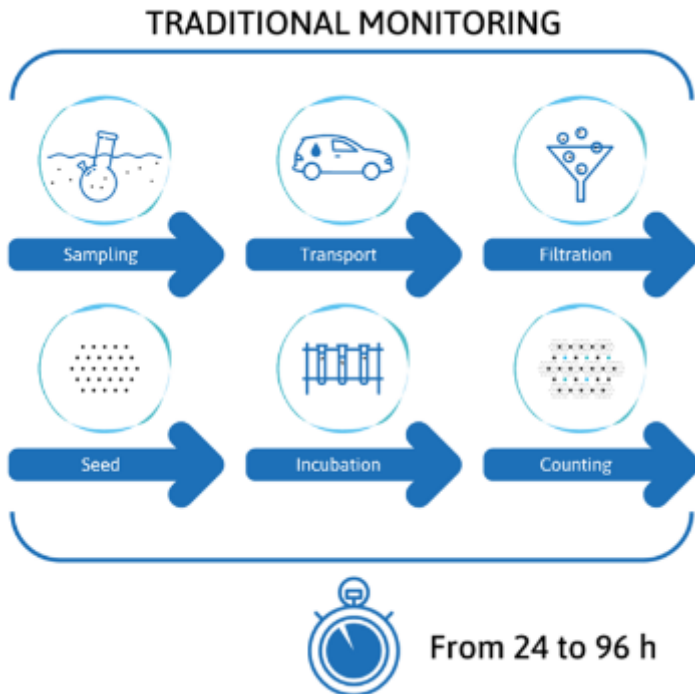 TRADITIONAL MONITORING
Sampling
Transport
Filtration
Seed
Incubation
Counting
From 24 to 96 h